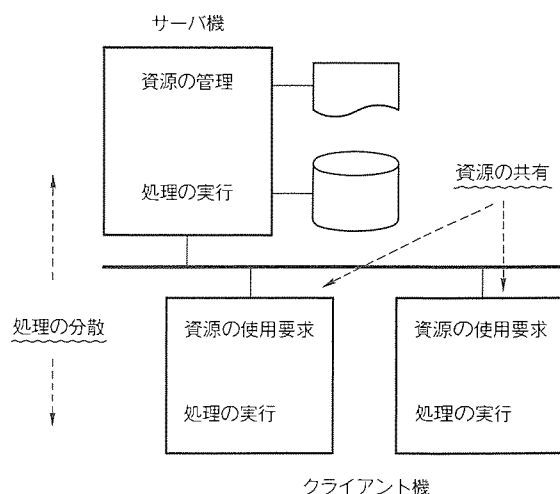 サーバ機
資源の管理
処理の実行
資源の共有
処理の分散
資源の使用要求
処理の実行
資源の使用要求
処理の実行
クライアント機